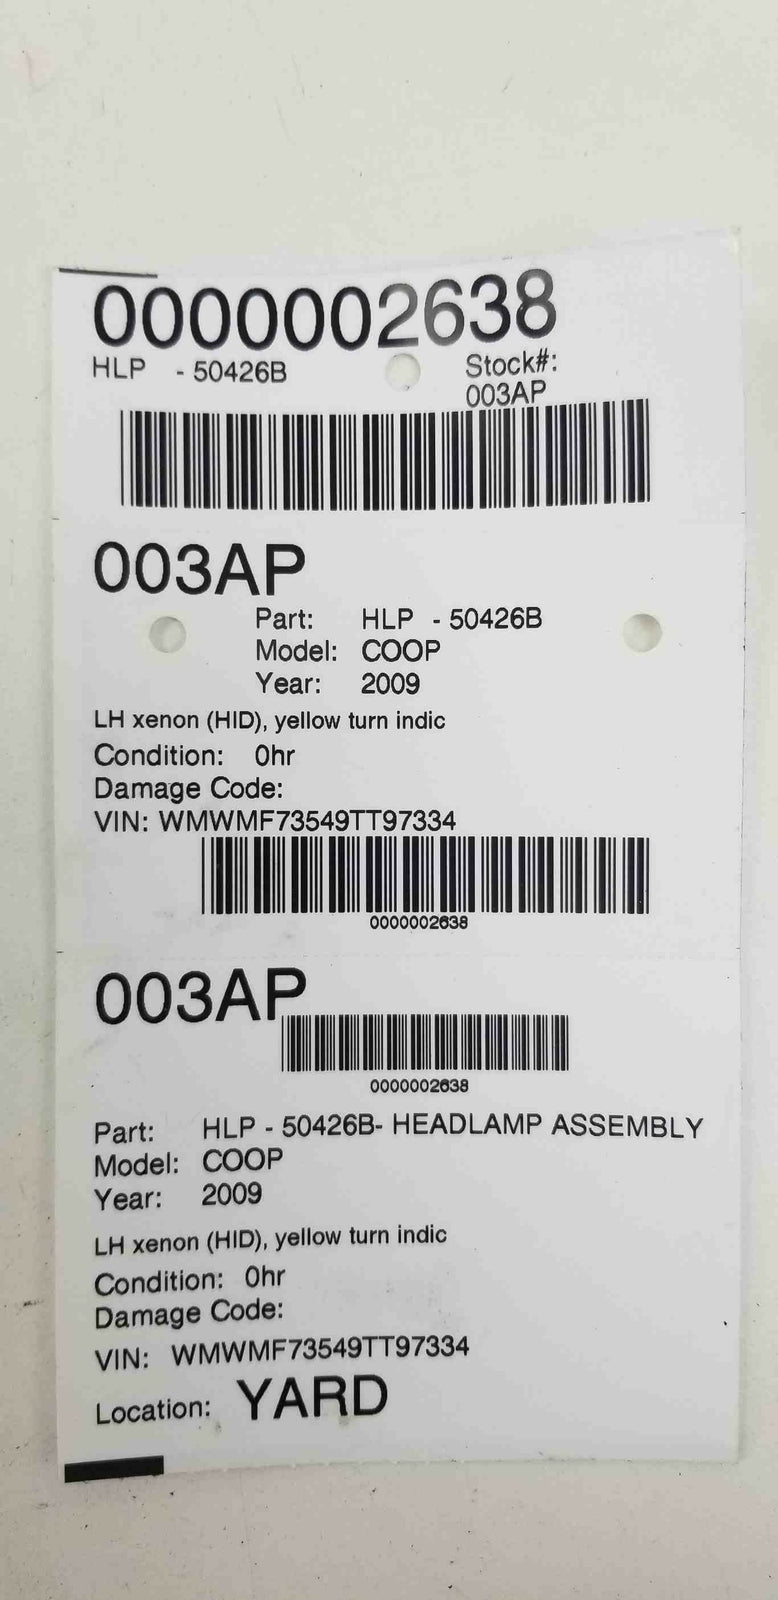 0000002638
HLP - 50426B
Stock#:
003AP
003AP
Part: HLP - 50426B
Model: COOP
Year: 2009
LH xenon (HID), yellow turn indic
Condition: 0hr
Damage Code:
VIN: WMWMF73549TT97334
0000002638
003AP
0000002638
Part: HLP - 50426B- HEADLAMP ASSEMBLY
Model: COOP
Year: 2009
LH xenon (HID), yellow turn indic
Condition: 0hr
Damage Code:
VIN: WMWMF73549TT97334
Location: YARD